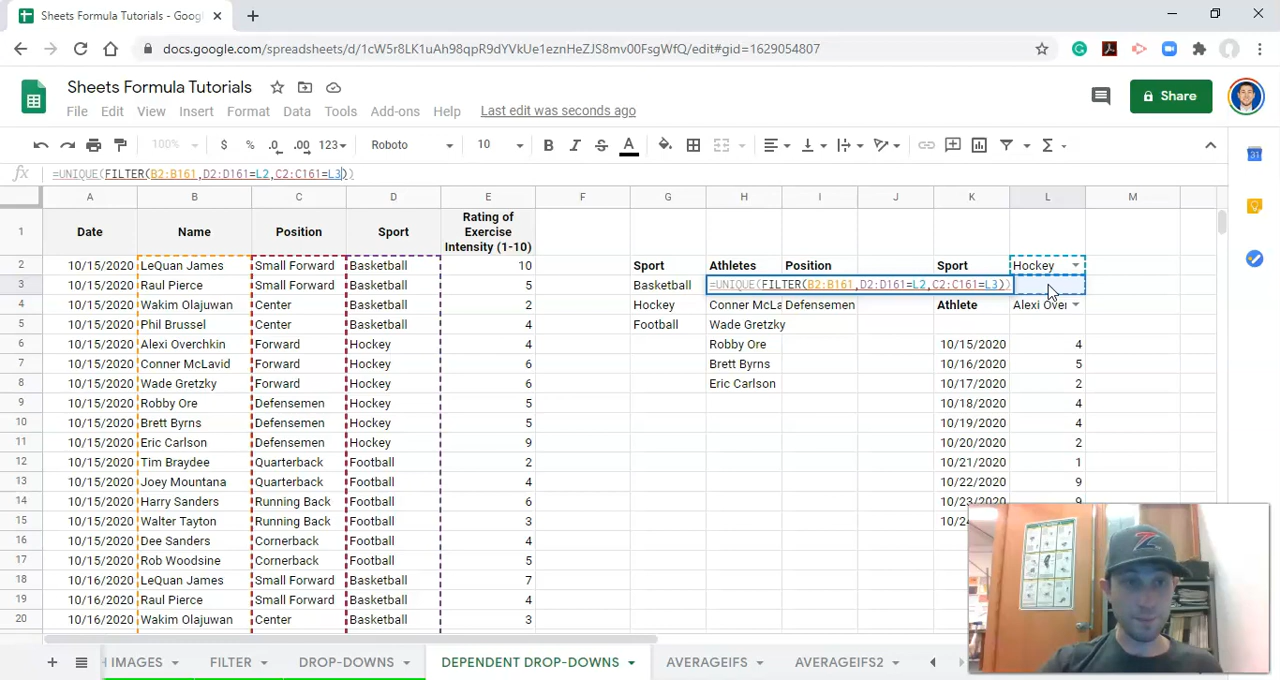 Sheets Formula Tutorials - Goog
docs.google.com/spreadsheets/d/1cW5r8LK1uAh98qpR9dYVkUe1eznHeZJS8mv00FsgWfQ/edit#gid=1629054807
Sheets Formula Tutorials
File Edit View Insert Format Data Tools Add-ons Help Last edit was seconds ago
Share
100% $ % .0 .00 123 Roboto 10 B I S A
fx =UNIQUE(FILTER(B2:B161,D2:D161=L2,C2:C161=L3))
A B C D E F G H I J K L M
1 Date Name Position Sport Rating of Exercise Intensity (1-10)
2 10/15/2020 LeQuan James Small Forward Basketball 10 Sport Athletes Position Sport Hockey
3 10/15/2020 Raul Pierce Small Forward Basketball 5 Basketball =UNIQUE(FILTER(B2:B161,D2:D161=L2,C2:C161=L3))
4 10/15/2020 Wakim Olajuwan Center Basketball 2 Hockey Conner McLa Defensemen Athlete Alexi Over
5 10/15/2020 Phil Brussel Center Basketball 4 Football Wade Gretzky
6 10/15/2020 Alexi Overchkin Forward Hockey 4 Robby Ore 10/15/2020 4
7 10/15/2020 Conner McLavid Forward Hockey 6 Brett Byrns 10/16/2020 5
8 10/15/2020 Wade Gretzky Forward Hockey 6 Eric Carlson 10/17/2020 2
9 10/15/2020 Robby Ore Defensemen Hockey 5 10/18/2020 4
10 10/15/2020 Brett Byrns Defensemen Hockey 5 10/19/2020 4
11 10/15/2020 Eric Carlson Defensemen Hockey 9 10/20/2020 2
12 10/15/2020 Tim Braydee Quarterback Football 2 10/21/2020 1
13 10/15/2020 Joey Mountana Quarterback Football 4 10/22/2020 9
14 10/15/2020 Harry Sanders Running Back Football 6 10/23/2020 9
15 10/15/2020 Walter Tayton Running Back Football 3 10/24
16 10/15/2020 Dee Sanders Cornerback Football 4
17 10/15/2020 Rob Woodsine Cornerback Football 5
18 10/16/2020 LeQuan James Small Forward Basketball 7
19 10/16/2020 Raul Pierce Small Forward Basketball 4
20 10/16/2020 Wakim Olajuwan Center Basketball 3
H IMAGES FILTER DROP-DOWNS DEPENDENT DROP-DOWNS AVERAGEIFS AVERAGEIFS2